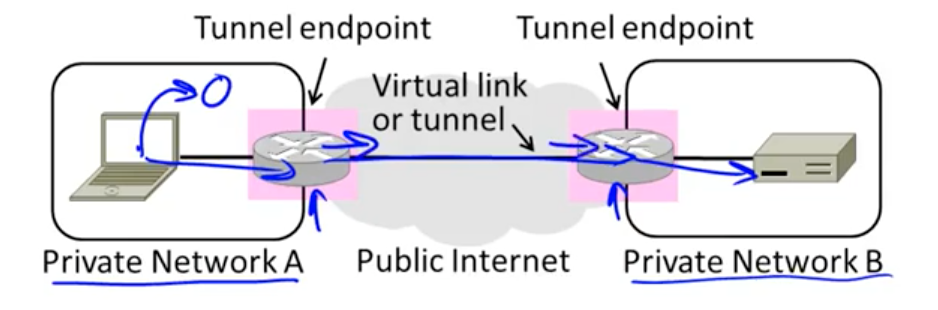 Tunnel endpoint
Tunnel endpoint
Virtual link
or tunnel
Private Network A
Public Internet
Private Network B